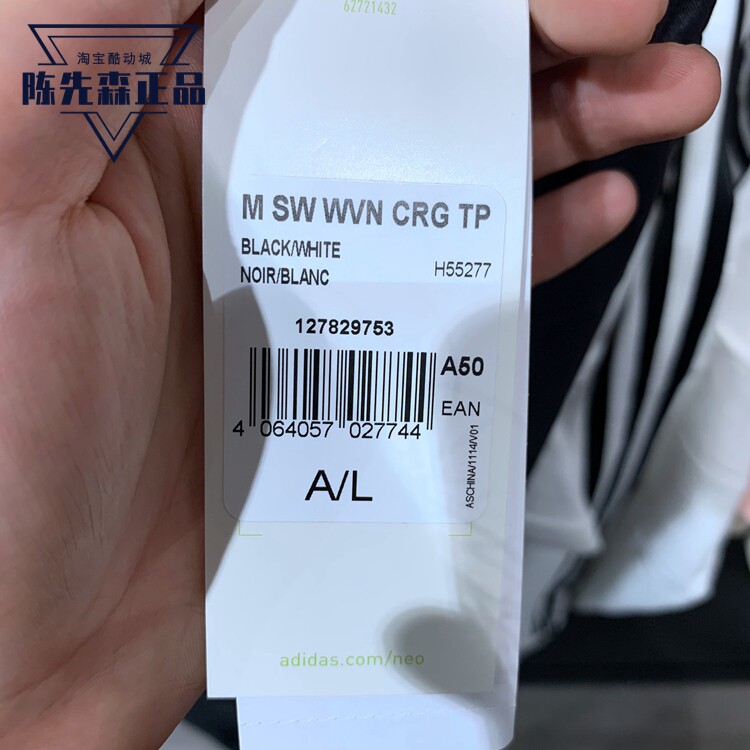 淘宝酷动城
陈先森正品
62721432
M SW WVN CRG TP
BLACK/WHITE
NOIR/BLANC
H55277
127829753
A50
EAN
4 064057 027744
ASCHINA/1114/V01
A/L
adidas.com/neo